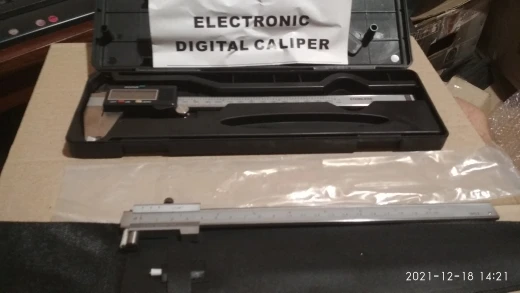 ELECTRONIC
DIGITAL CALIPER
2021-12-18 14:21